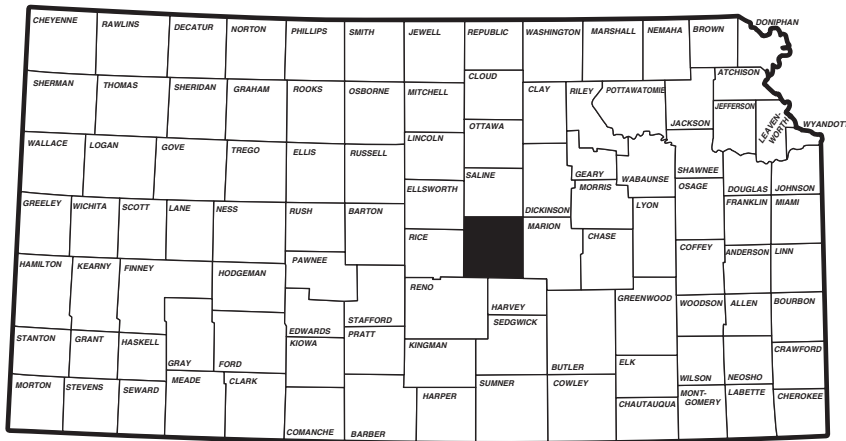 CHEYENNE
RAWLINS
DECATUR
NORTON
PHILLIPS
SMITH
JEWELL
REPUBLIC
WASHINGTON
MARSHALL
NEMAHA
BROWN
DONIPHAN
SHERMAN
THOMAS
SHERIDAN
GRAHAM
ROOKS
OSBORNE
MITCHELL
CLOUD
CLAY
RILEY
POTTAWATOMIE
JACKSON
ATCHISON
JEFFERSON
LEAVEN-
WORTH
WYANDOTT
WALLACE
LOGAN
GOVE
TREGO
ELLIS
RUSSELL
LINCOLN
OTTAWA
SALINE
DICKINSON
GEARY
MORRIS
WABAUNSE
SHAWNEE
OSAGE
DOUGLAS
JOHNSON
GREELEY
WICHITA
SCOTT
LANE
NESS
RUSH
BARTON
ELLSWORTH
RICE
MARION
CHASE
LYON
COFFEY
FRANKLIN
MIAMI
ANDERSON
LINN
HAMILTON
KEARNY
FINNEY
HODGEMAN
PAWNEE
EDWARDS
STAFFORD
RENO
HARVEY
SEDGWICK
BUTLER
GREENWOOD
WOODSON
ALLEN
BOURBON
STANTON
GRANT
HASKELL
GRAY
FORD
KIOWA
PRATT
KINGMAN
ELK
WILSON
NEOSHO
CRAWFORD
MORTON
STEVENS
SEWARD
MEADE
CLARK
COMANCHE
BARBER
HARPER
SUMNER
COWLEY
CHAUTAUQUA
MONT-
GOMERY
LABETTE
CHEROKEE